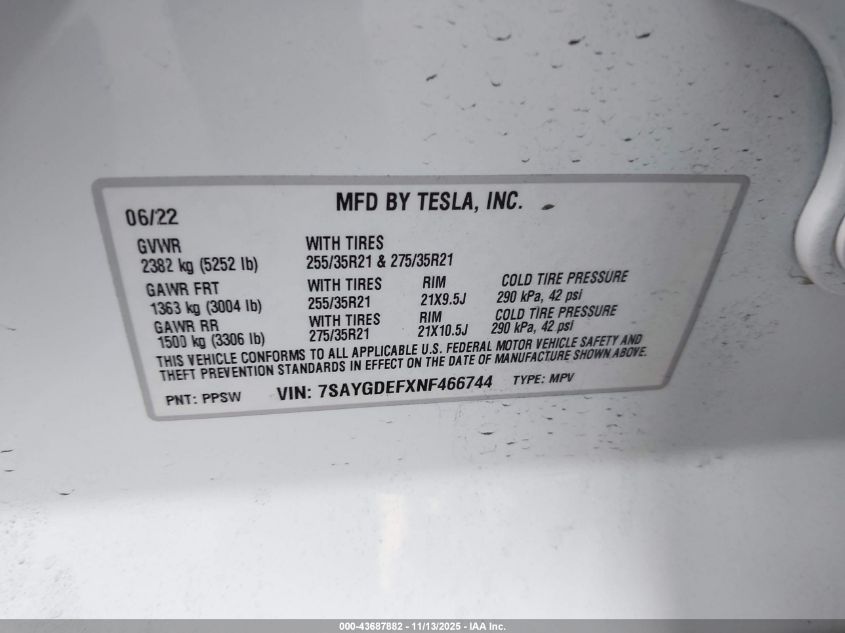 MFD BY TESLA, INC.
06/22
GVWR
2382 kg (5252 lb)
WITH TIRES
255/35R21 & 275/35R21
GAWR FRT
1363 kg (3004 lb)
WITH TIRES
255/35R21
RIM
21X9.5J
COLD TIRE PRESSURE
290 kPa, 42 psi
GAWR RR
1500 kg (3306 lb)
WITH TIRES
275/35R21
RIM
21X10.5J
COLD TIRE PRESSURE
290 kPa, 42 psi
THIS VEHICLE CONFORMS TO ALL APPLICABLE U.S. FEDERAL MOTOR VEHICLE SAFETY AND
THEFT PREVENTION STANDARDS IN EFFECT ON THE DATE OF MANUFACTURE SHOWN ABOVE.
PNT: PPSW VIN: 7SAYGDEFXNF466744 TYPE: MPV
000-43687882 - 11/13/2025 - IAA Inc.